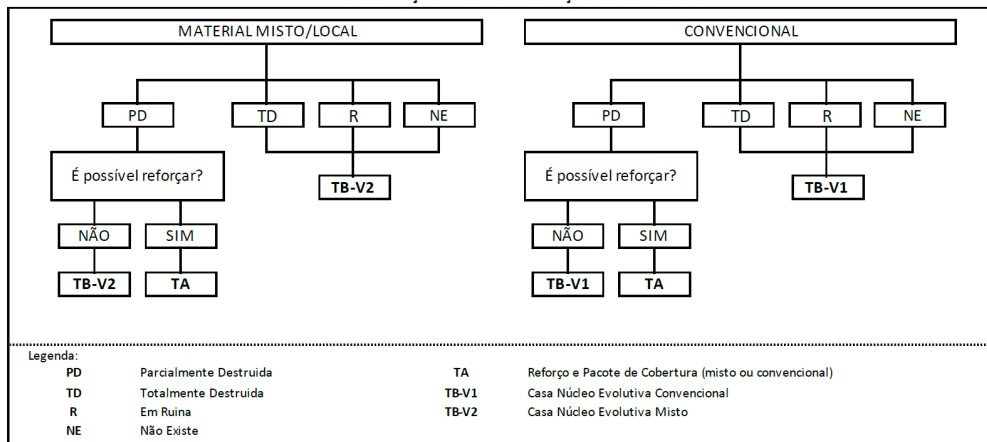 MATERIAL MISTO/LOCAL
PD
TD
R
NE
É possível reforçar?
TB-V2
NÃO
SIM
TB-V2
TA
CONVENCIONAL
PD
TD
R
NE
É possível reforçar?
TB-V1
NÃO
SIM
TB-V1
TA
Legenda:
PD Parcialmente Destruida
TD Totalmente Destruida
R Em Ruina
NE Não Existe
TA Reforço e Pacote de Cobertura (misto ou convencional)
TB-V1 Casa Núcleo Evolutiva Convencional
TB-V2 Casa Núcleo Evolutiva Misto